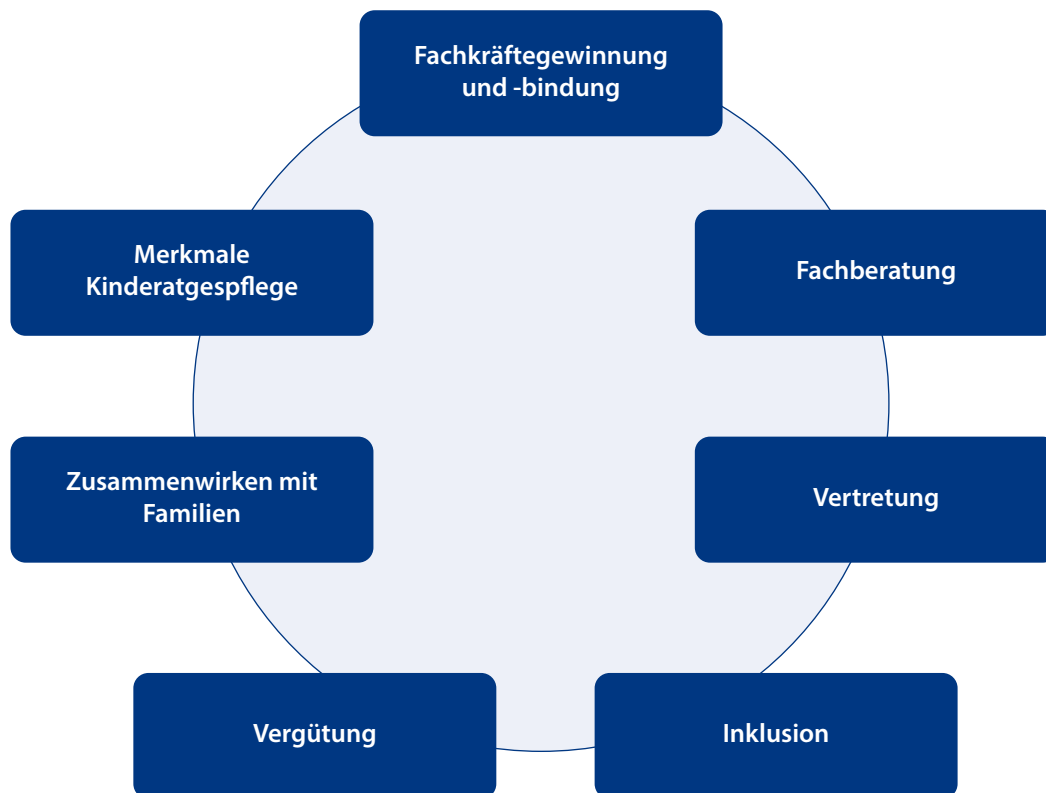 Fachkräftegewinnung
und -bindung
Merkmale
Kinderatgespflege
Fachberatung
Zusammenwirken mit
Familien
Vertretung
Vergütung
Inklusion